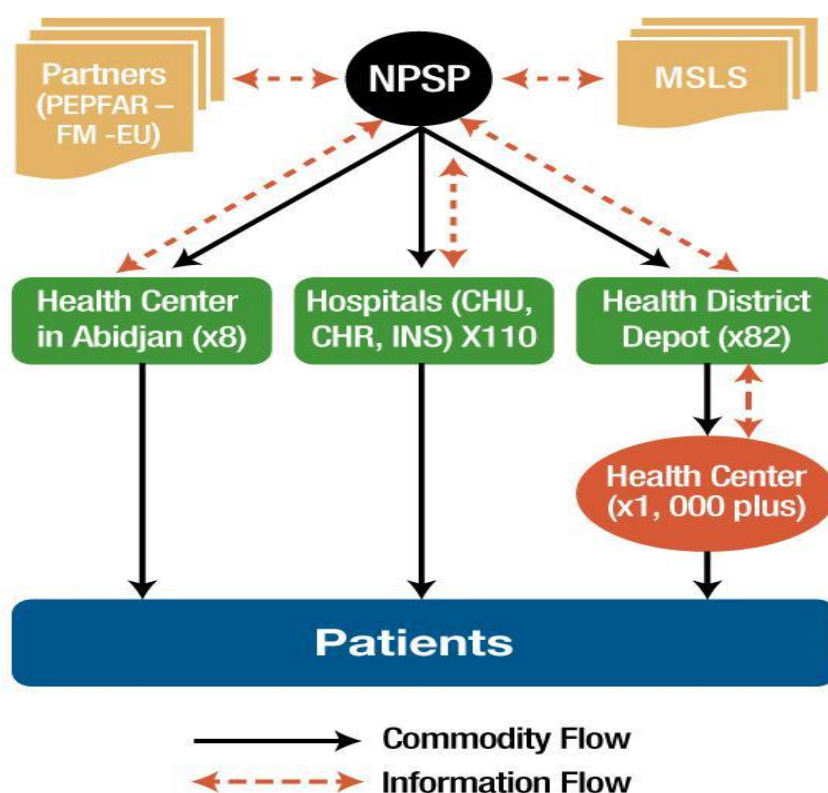 Partners
(PEPFAR –
FM -EU)
NPSP
MSLS
Health Center
in Abidjan (x8)
Hospitals (CHU,
CHR, INS) X110
Health District
Depot (x82)
Health Center
(x1, 000 plus)
Patients
Commodity Flow
Information Flow